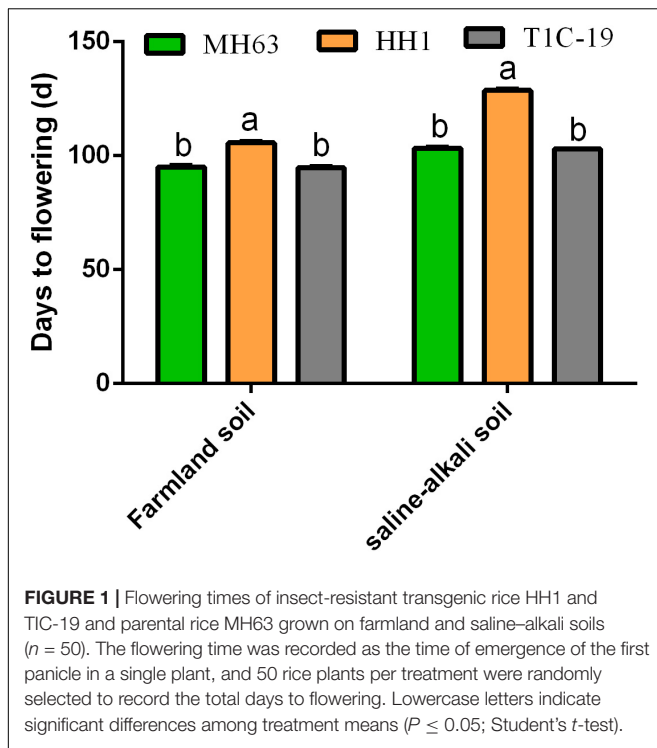 MH63 HH1 T1C-19
150
100
50
0
Days to flowering (d)
b a b b a b
Farmland soil
saline-alkali soil
FIGURE 1 | Flowering times of insect-resistant transgenic rice HH1 and
TIC-19 and parental rice MH63 grown on farmland and saline–alkali soils
(n = 50). The flowering time was recorded as the time of emergence of the first
panicle in a single plant, and 50 rice plants per treatment were randomly
selected to record the total days to flowering. Lowercase letters indicate
significant differences among treatment means (P ≤ 0.05; Student's t-test).